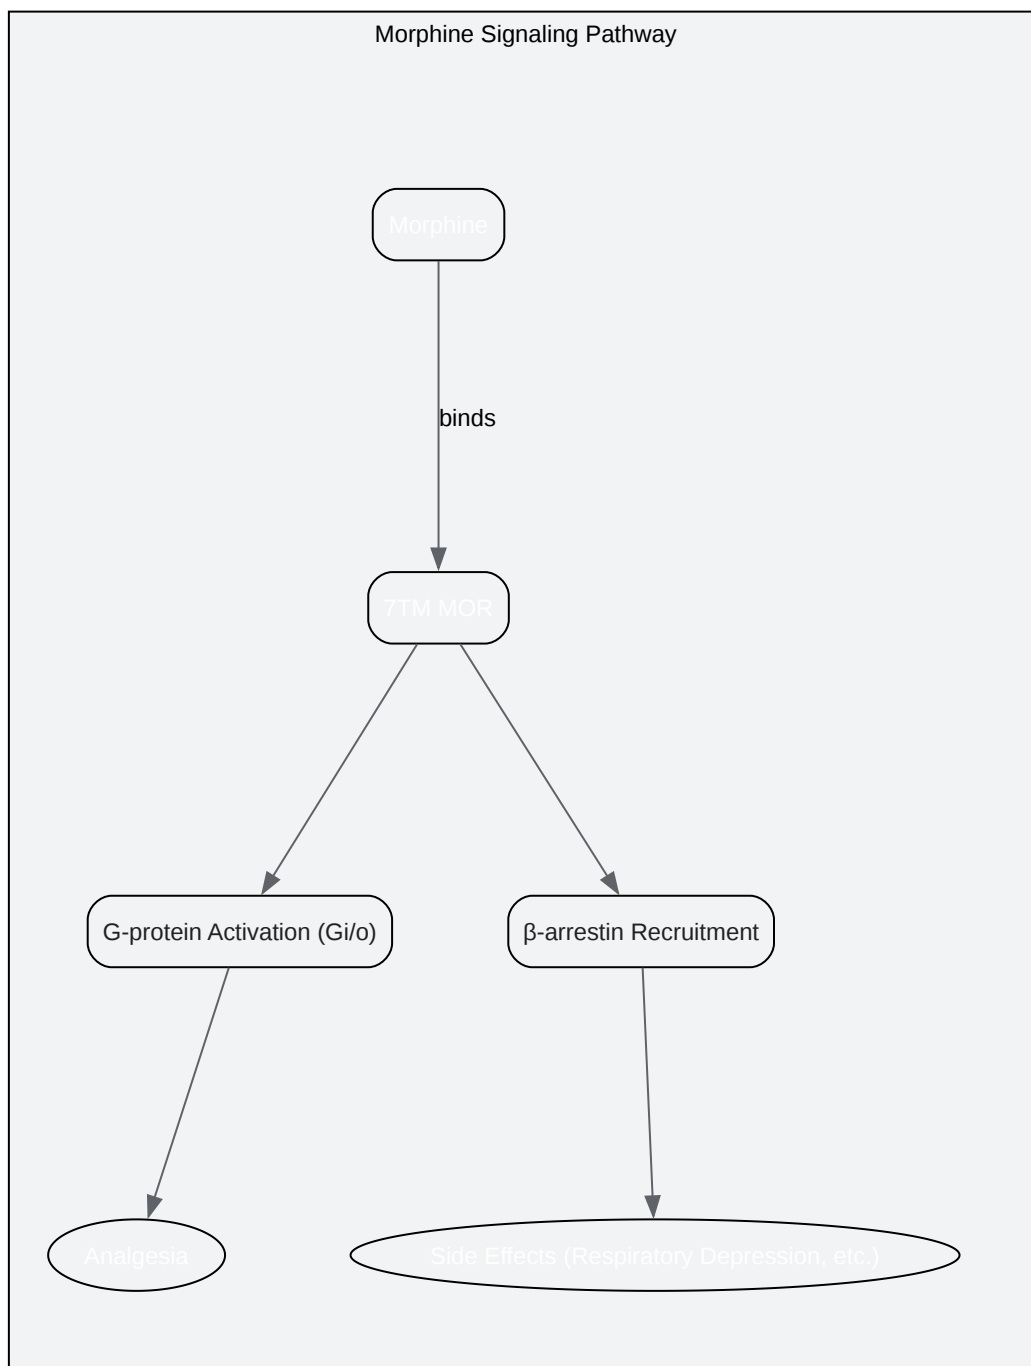 Morphine Signaling Pathway
Morphine
binds
7TM MOR
G-protein Activation (Gi/o)
β-arrestin Recruitment
Analgesia
Side Effects (Respiratory Depression, etc.)